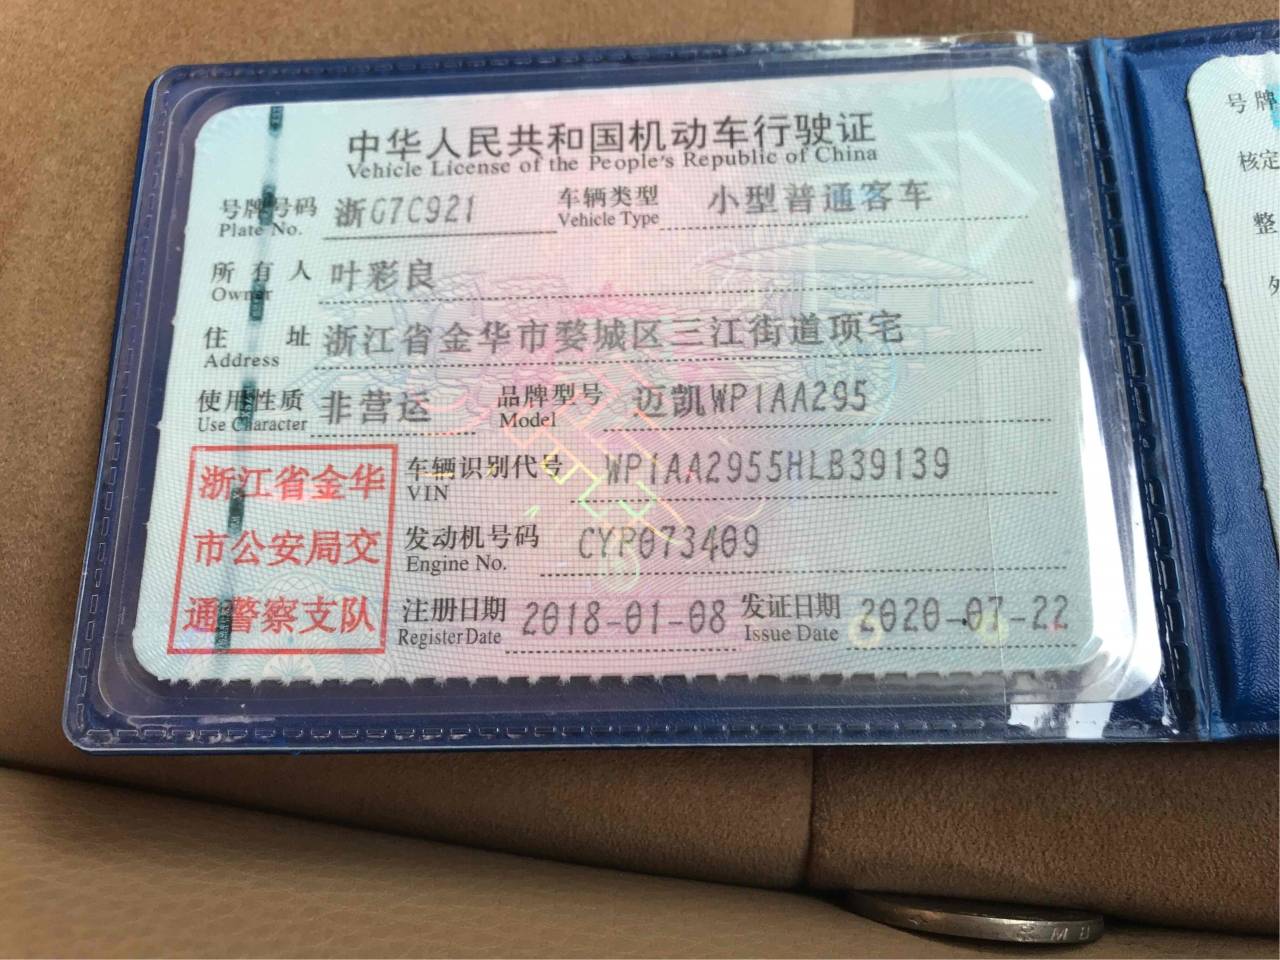 中华人民共和国机动车行驶证
Vehicle License of the People's Republic of China
号牌号码 浙G7C921 车辆类型 小型普通客车
Plate No. Vehicle Type
所有人 叶彩良
Owner
住址 浙江省金华市婺城区三江街道项宅
Address
使用性质 非营运 品牌型号 迈凯WP1AA295
Use Character Model
浙江省金华
市公安局交
通警察支队
车辆识别代号 WP1AA2955HLB39139
VIN
发动机号码 CYP073409
Engine No.
注册日期 2018-01-08 发证日期 2020-07-22
Register Date Issue Date
号牌
核定
整